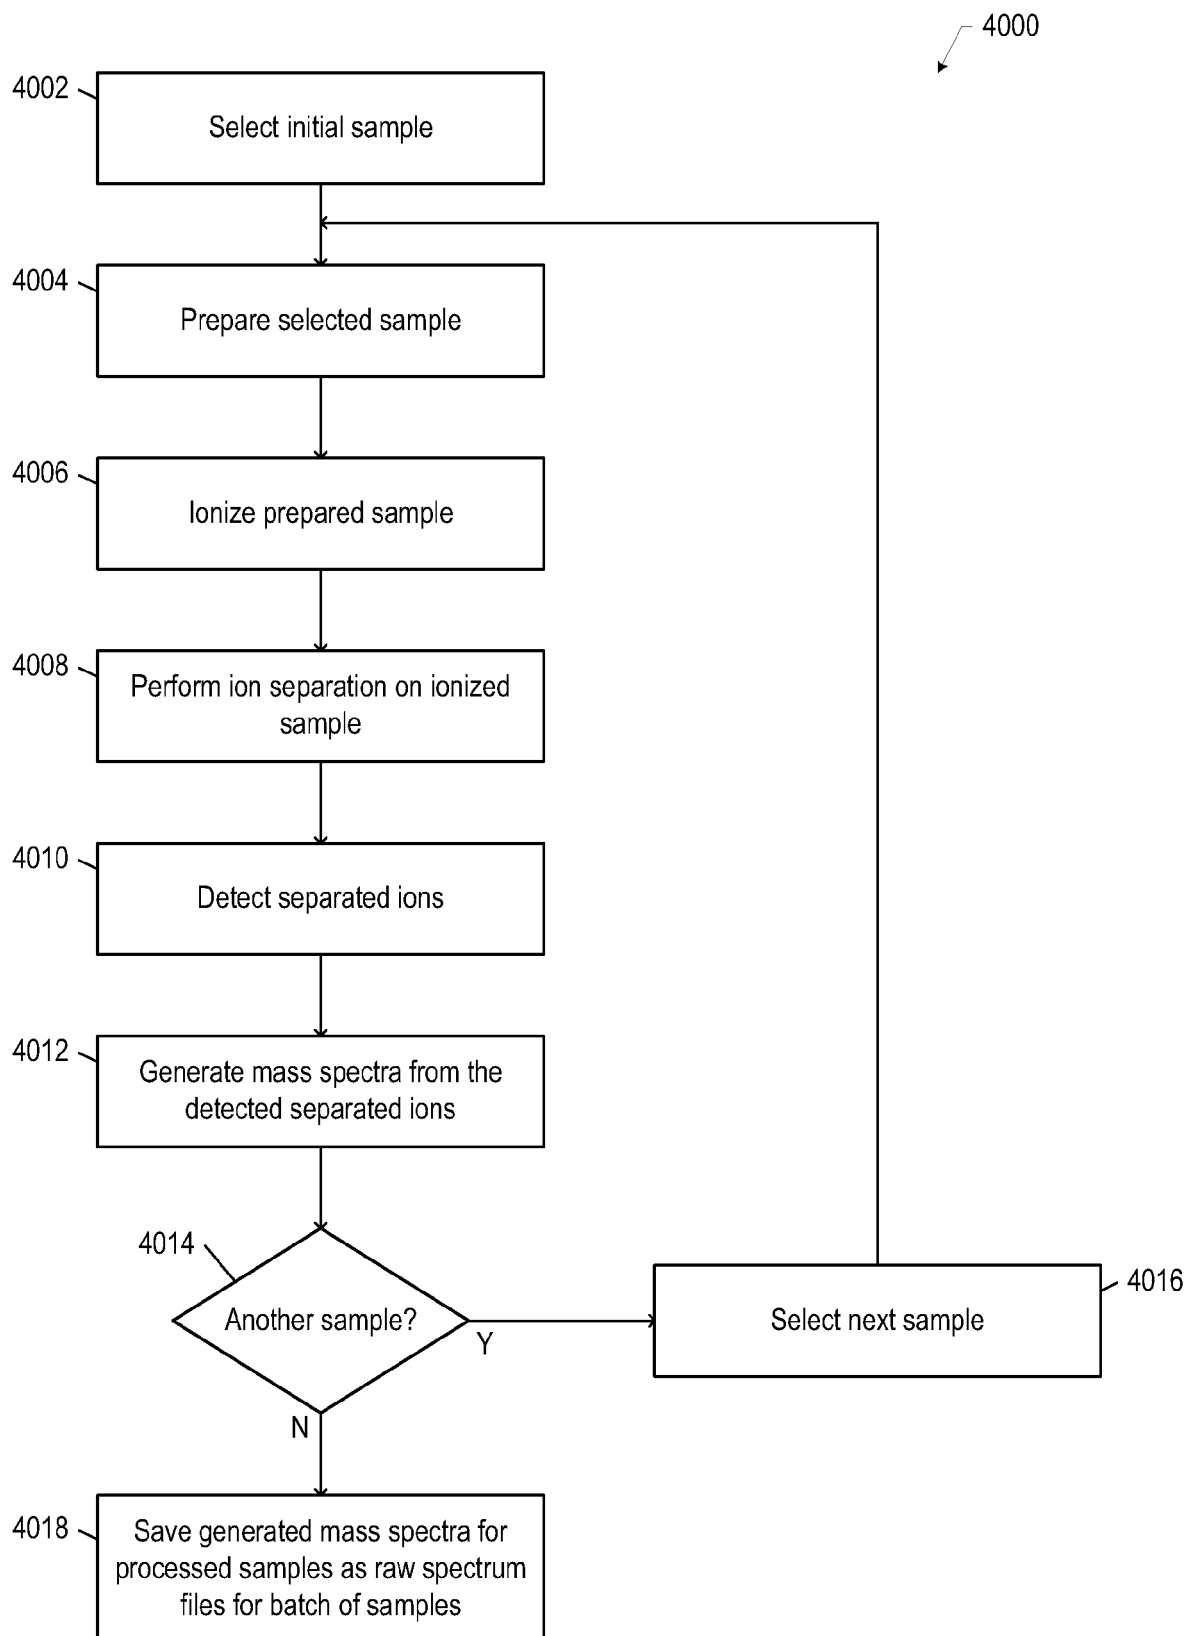 4000
4002
Select initial sample
4004
Prepare selected sample
4006
Ionize prepared sample
4008
Perform ion separation on ionized
sample
4010
Detect separated ions
4012
Generate mass spectra from the
detected separated ions
4014
Another sample?
Y
4016
Select next sample
N
4018
Save generated mass spectra for
processed samples as raw spectrum
files for batch of samples